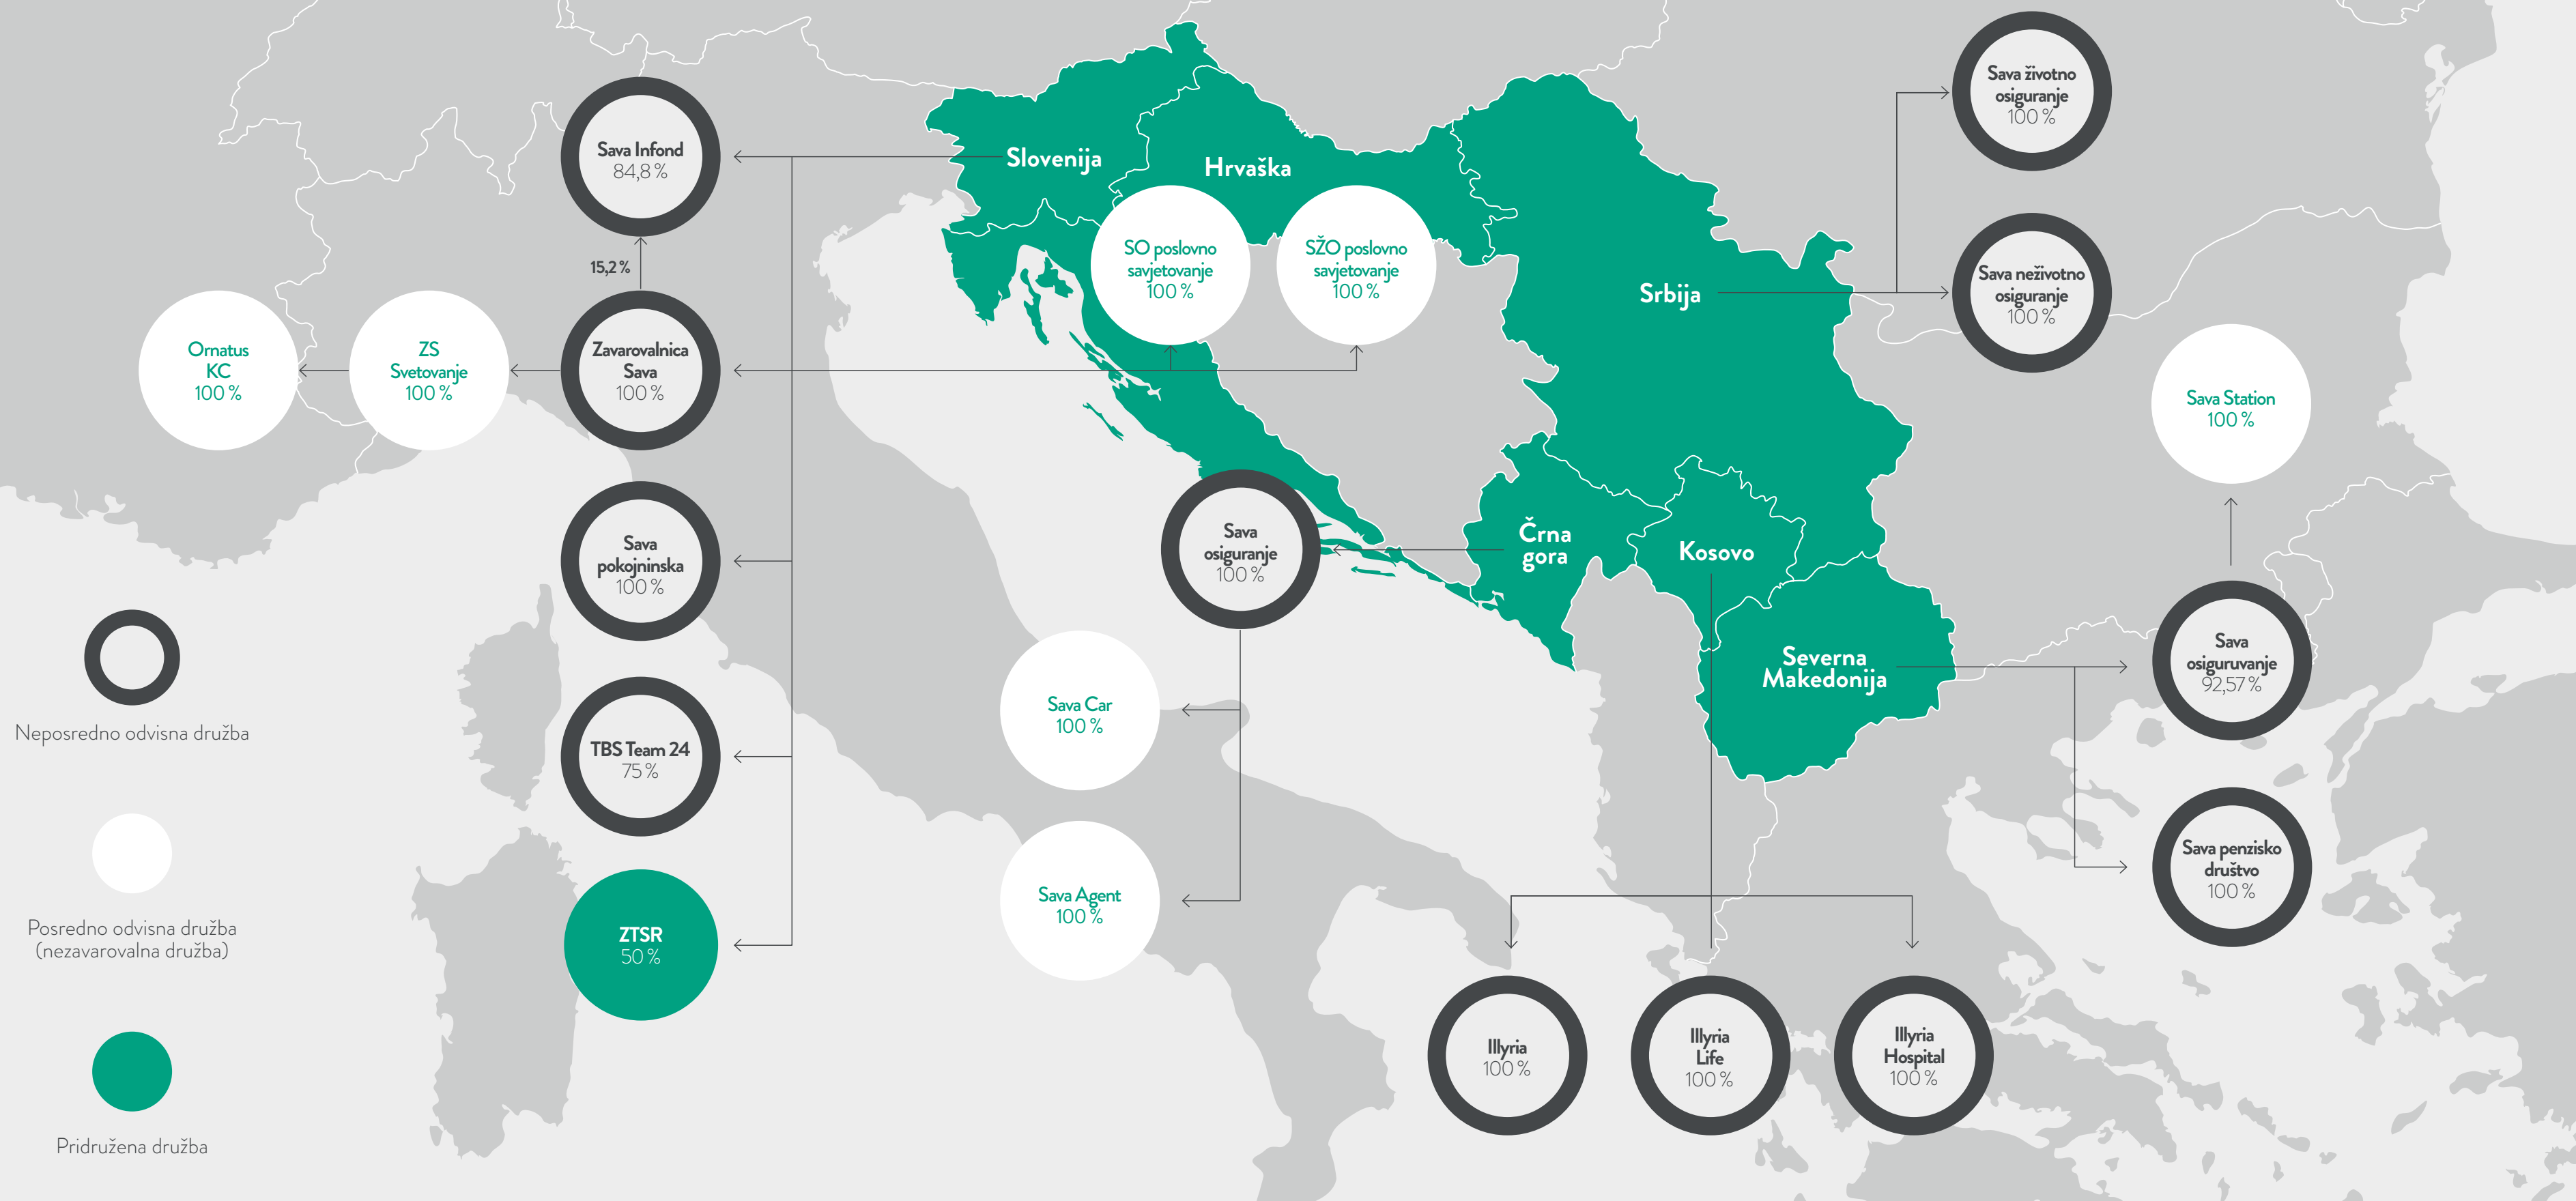 Slovenija
Hrvaška
Srbija
Črna
gora
Kosovo
Severna
Makedonija
Sava Infond
84,8 %
15,2 %
Ornatus
KC
100 %
ZS
Svetovanje
100 %
Zavarovalnica
Sava
100 %
Sava
pokojninska
100 %
TBS Team 24
75 %
ZTSR
50 %
SO poslovno
savjetovanje
100 %
SŽO poslovno
savjetovanje
100 %
Sava
osiguranje
100 %
Sava Car
100 %
Sava Agent
100 %
Sava životno
osiguranje
100 %
Sava neživotno
osiguranje
100 %
Sava Station
100 %
Sava
osiguruvanje
92,57 %
Sava penzisko
društvo
100 %
Illyria
100 %
Illyria
Life
100 %
Illyria
Hospital
100 %
Neposredno odvisna družba
Posredno odvisna družba
(nezavarovalna družba)
Pridružena družba